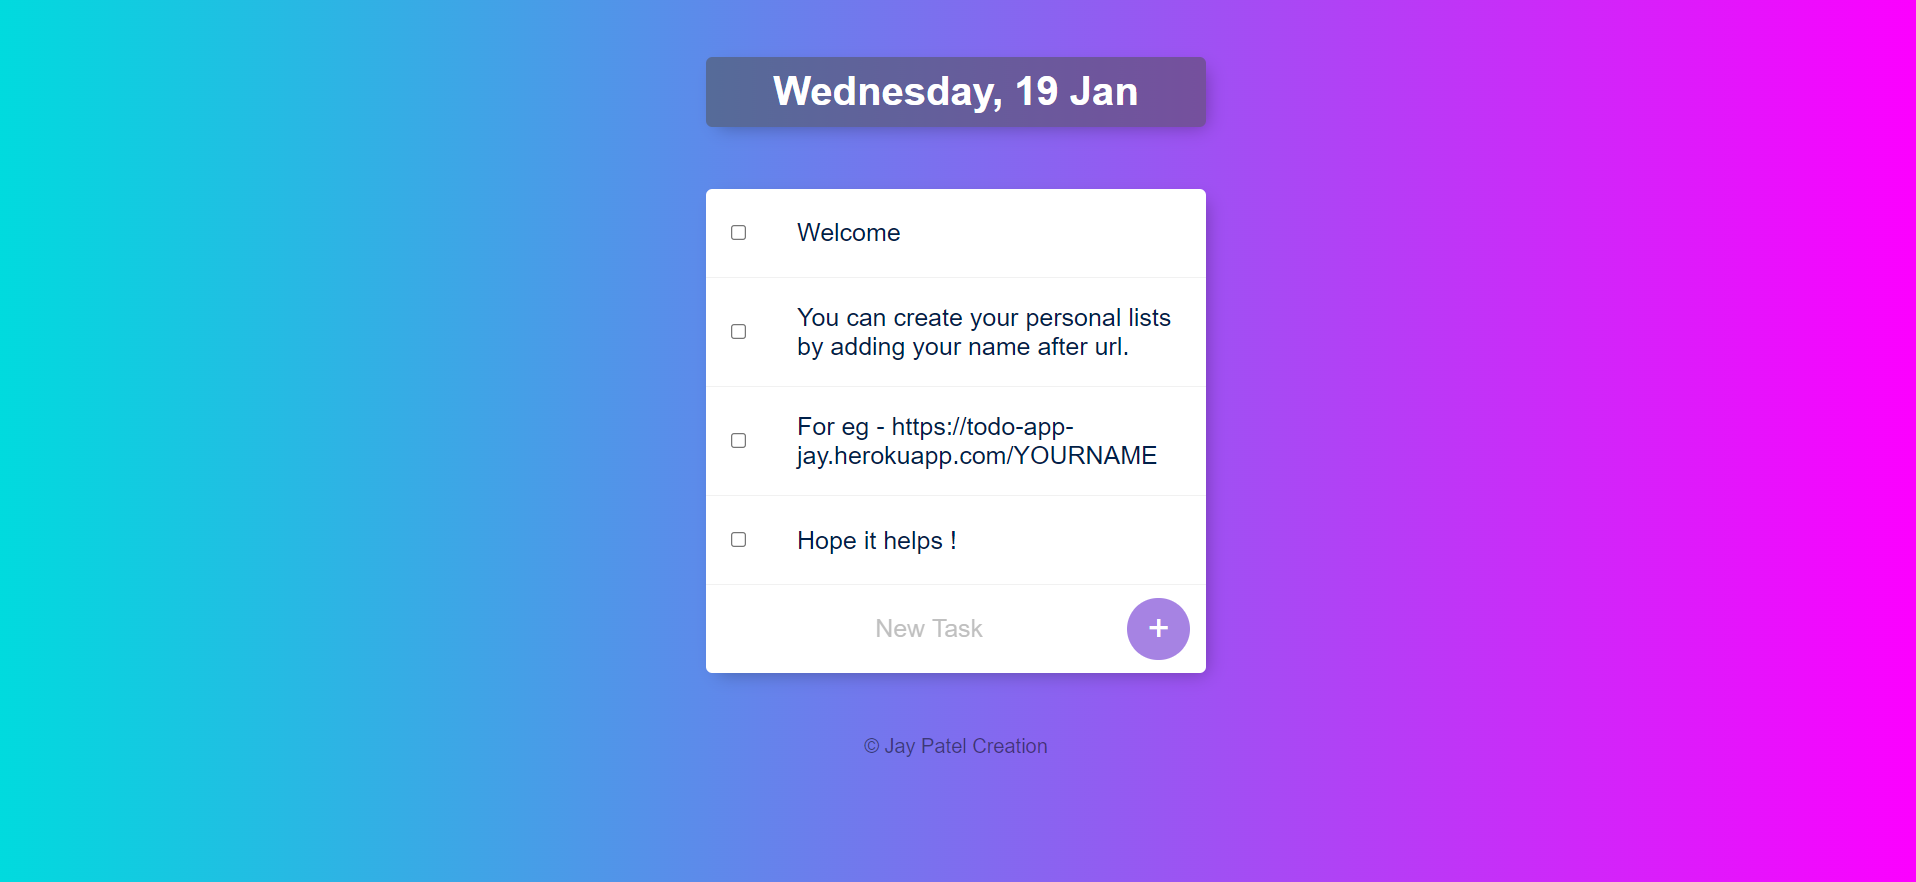 Wednesday, 19 Jan
Welcome
You can create your personal lists
by adding your name after url.
For eg - https://todo-app-
jay.herokuapp.com/YOURNAME
Hope it helps !
New Task
+
© Jay Patel Creation